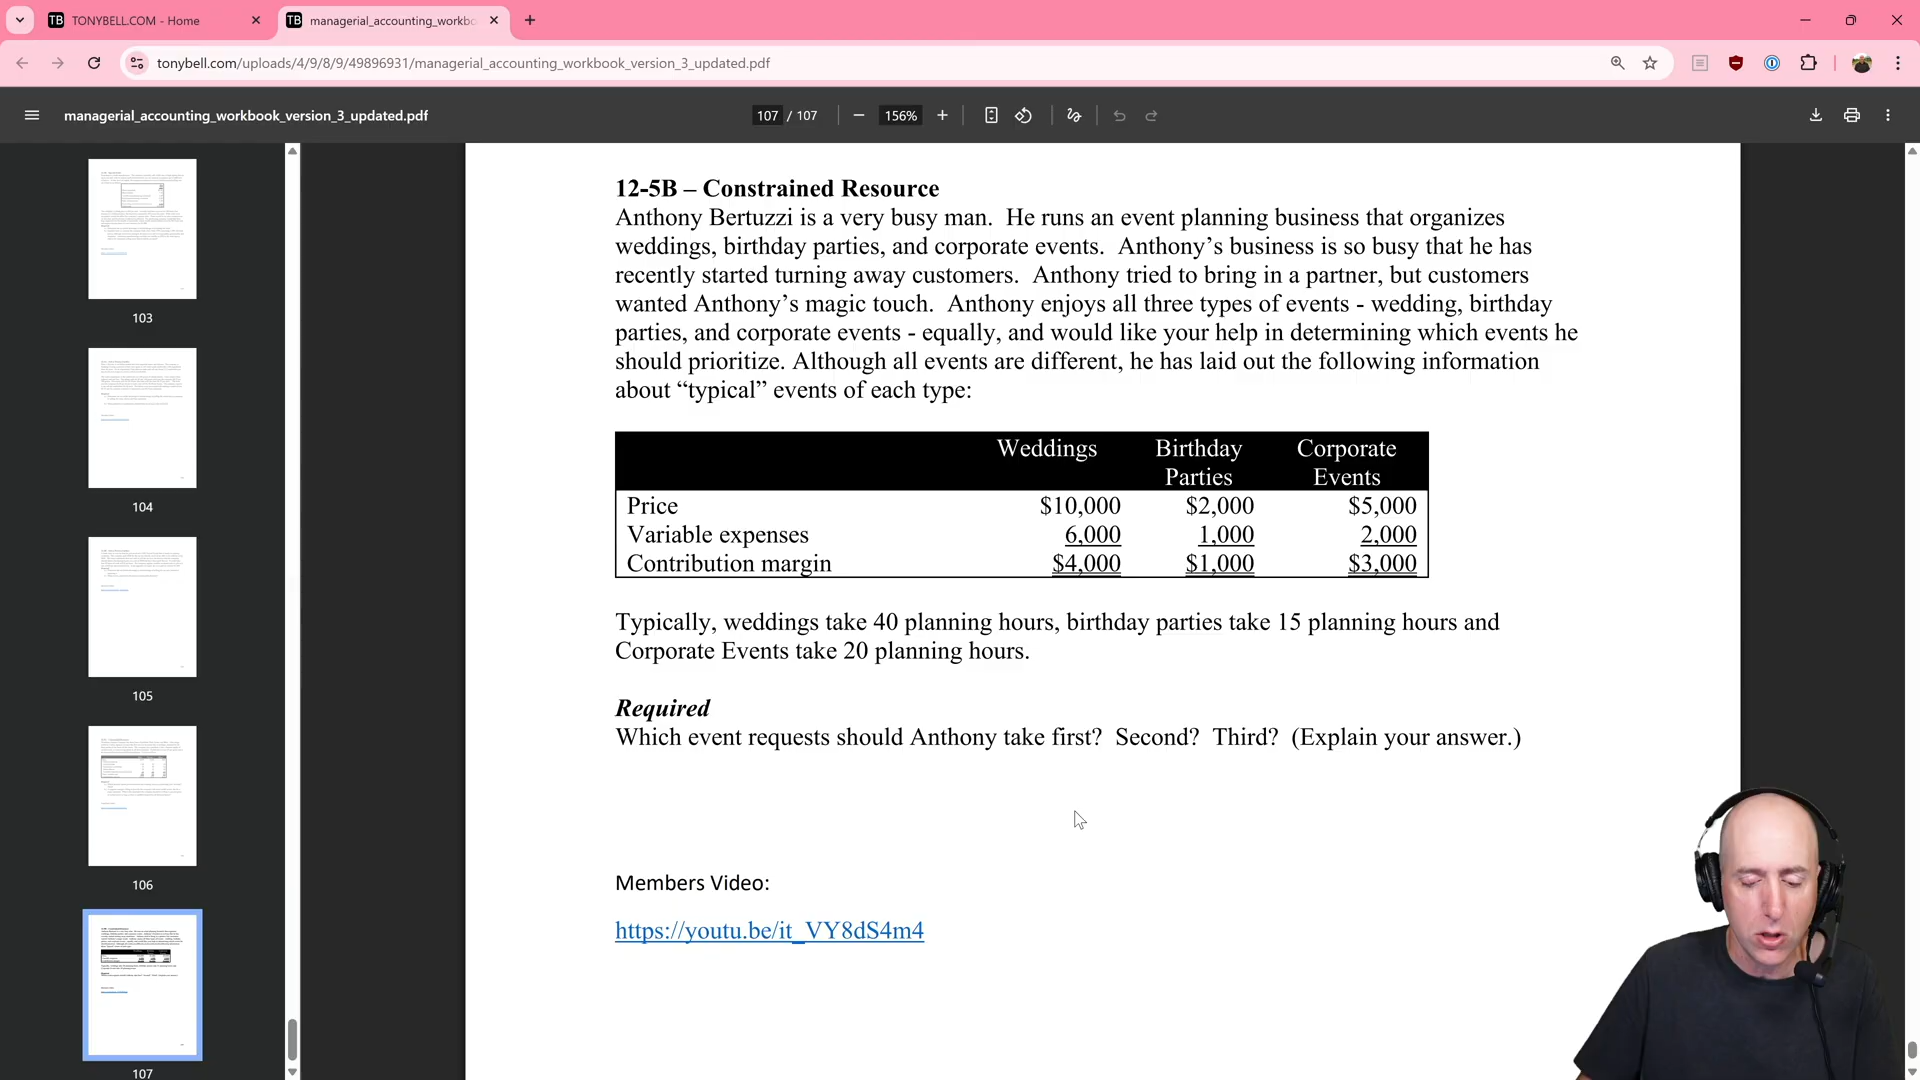 TB TONYBELL.COM - Home
TB managerial_accounting_workbo
tonybell.com/uploads/4/9/8/9/49896931/managerial_accounting_workbook_version_3_updated.pdf
managerial_accounting_workbook_version_3_updated.pdf
107 / 107
156%
103
104
105
106
107
12-5B – Constrained Resource
Anthony Bertuzzi is a very busy man. He runs an event planning business that organizes
weddings, birthday parties, and corporate events. Anthony’s business is so busy that he has
recently started turning away customers. Anthony tried to bring in a partner, but customers
wanted Anthony’s magic touch. Anthony enjoys all three types of events - wedding, birthday
parties, and corporate events - equally, and would like your help in determining which events he
should prioritize. Although all events are different, he has laid out the following information
about “typical” events of each type:
Weddings Birthday Corporate
Parties Events
Price $10,000 $2,000 $5,000
Variable expenses 6,000 1,000 2,000
Contribution margin $4,000 $1,000 $3,000
Typically, weddings take 40 planning hours, birthday parties take 15 planning hours and
Corporate Events take 20 planning hours.
Required
Which event requests should Anthony take first? Second? Third? (Explain your answer.)
Members Video:
https://youtu.be/it_VY8dS4m4